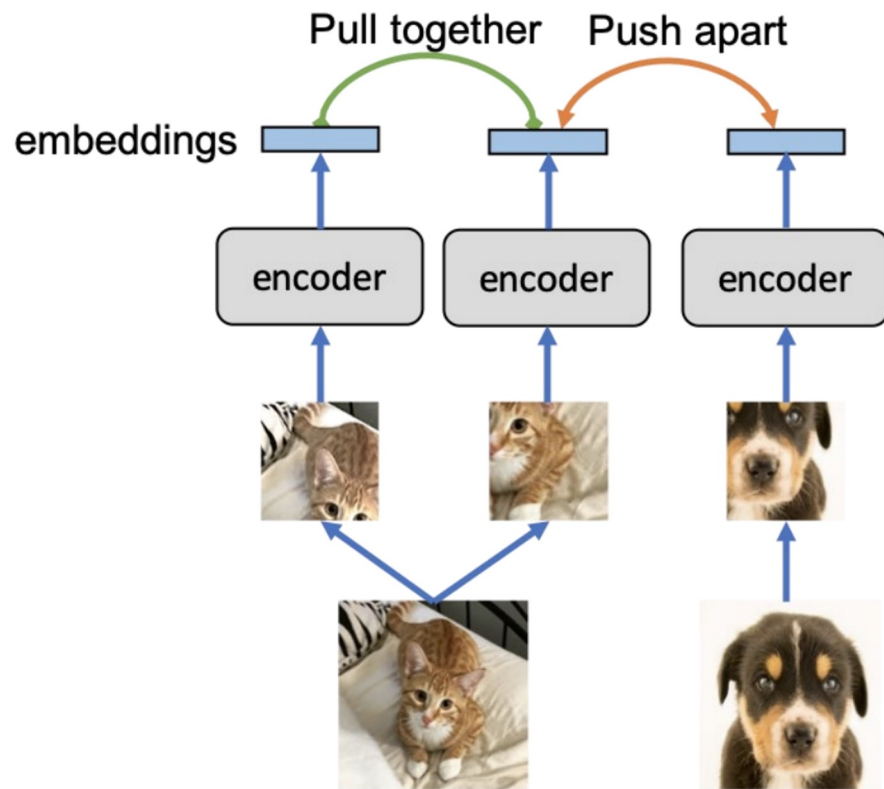 Pull together
Push apart
embeddings
encoder
encoder
encoder